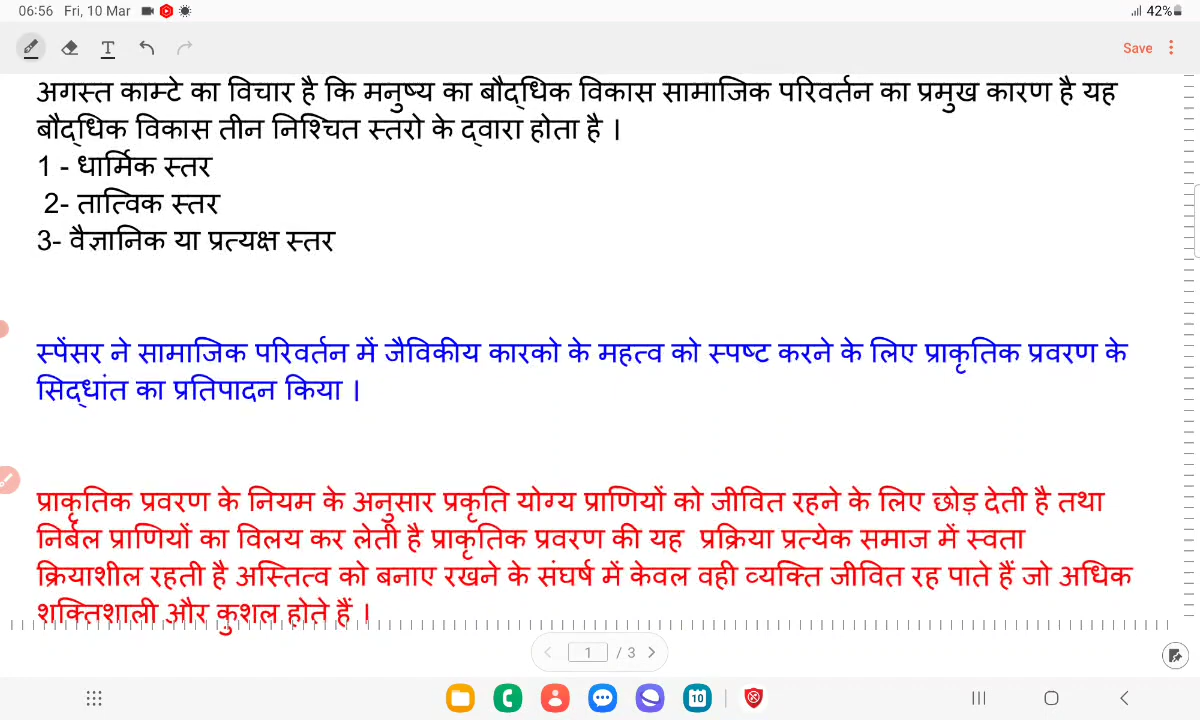 06:56 Fri, 10 Mar
42%
T
Save
अगस्त काम्टे का विचार है कि मनुष्य का बौद्धिक विकास सामाजिक परिवर्तन का प्रमुख कारण है यह
बौद्धिक विकास तीन निश्चित स्तरो के द्वारा होता है ।
1 - धार्मिक स्तर
2- तात्विक स्तर
3- वैज्ञानिक या प्रत्यक्ष स्तर
स्पेंसर ने सामाजिक परिवर्तन में जैविकीय कारको के महत्व को स्पष्ट करने के लिए प्राकृतिक प्रवरण के
सिद्धांत का प्रतिपादन किया ।
प्राकृतिक प्रवरण के नियम के अनुसार प्रकृति योग्य प्राणियों को जीवित रहने के लिए छोड़ देती है तथा
निर्बल प्राणियों का विलय कर लेती है प्राकृतिक प्रवरण की यह प्रक्रिया प्रत्येक समाज में स्वता
क्रियाशील रहती है अस्तित्व को बनाए रखने के संघर्ष में केवल वही व्यक्ति जीवित रह पाते हैं जो अधिक
शक्तिशाली और कुशल होते हैं ।
1 / 3
10